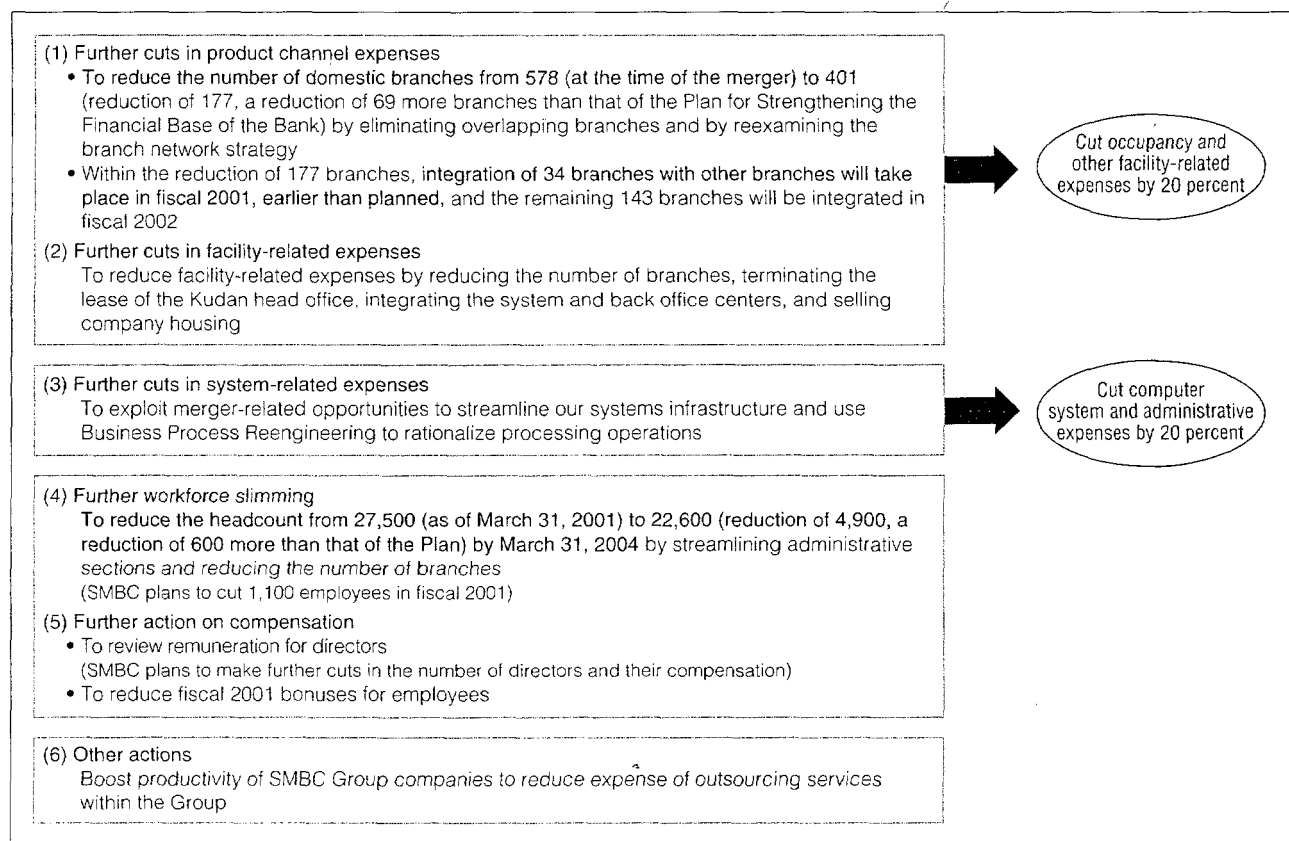 (1) Further cuts in product channel expenses
• To reduce the number of domestic branches from 578 (at the time of the merger) to 401
(reduction of 177, a reduction of 69 more branches than that of the Plan for Strengthening the
Financial Base of the Bank) by eliminating overlapping branches and by reexamining the
branch network strategy
• Within the reduction of 177 branches, integration of 34 branches with other branches will take
place in fiscal 2001, earlier than planned, and the remaining 143 branches will be integrated in
fiscal 2002
(2) Further cuts in facility-related expenses
To reduce facility-related expenses by reducing the number of branches, terminating the
lease of the Kudan head office, integrating the system and back office centers, and selling
company housing
Cut occupancy and
other facility-related
expenses by 20 percent
(3) Further cuts in system-related expenses
To exploit merger-related opportunities to streamline our systems infrastructure and use
Business Process Reengineering to rationalize processing operations
Cut computer
system and administrative
expenses by 20 percent
(4) Further workforce slimming
To reduce the headcount from 27,500 (as of March 31, 2001) to 22,600 (reduction of 4,900, a
reduction of 600 more than that of the Plan) by March 31, 2004 by streamlining administrative
sections and reducing the number of branches
(SMBC plans to cut 1,100 employees in fiscal 2001)
(5) Further action on compensation
• To review remuneration for directors
(SMBC plans to make further cuts in the number of directors and their compensation)
• To reduce fiscal 2001 bonuses for employees
(6) Other actions
Boost productivity of SMBC Group companies to reduce expense of outsourcing services
within the Group